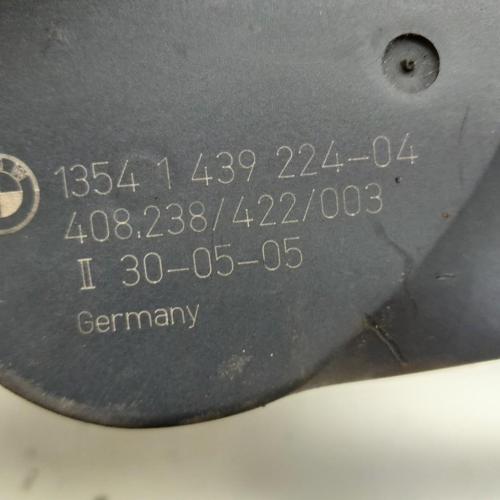 1354 1 439 224-04
408.238/422/003
II 30-05-05
Germany